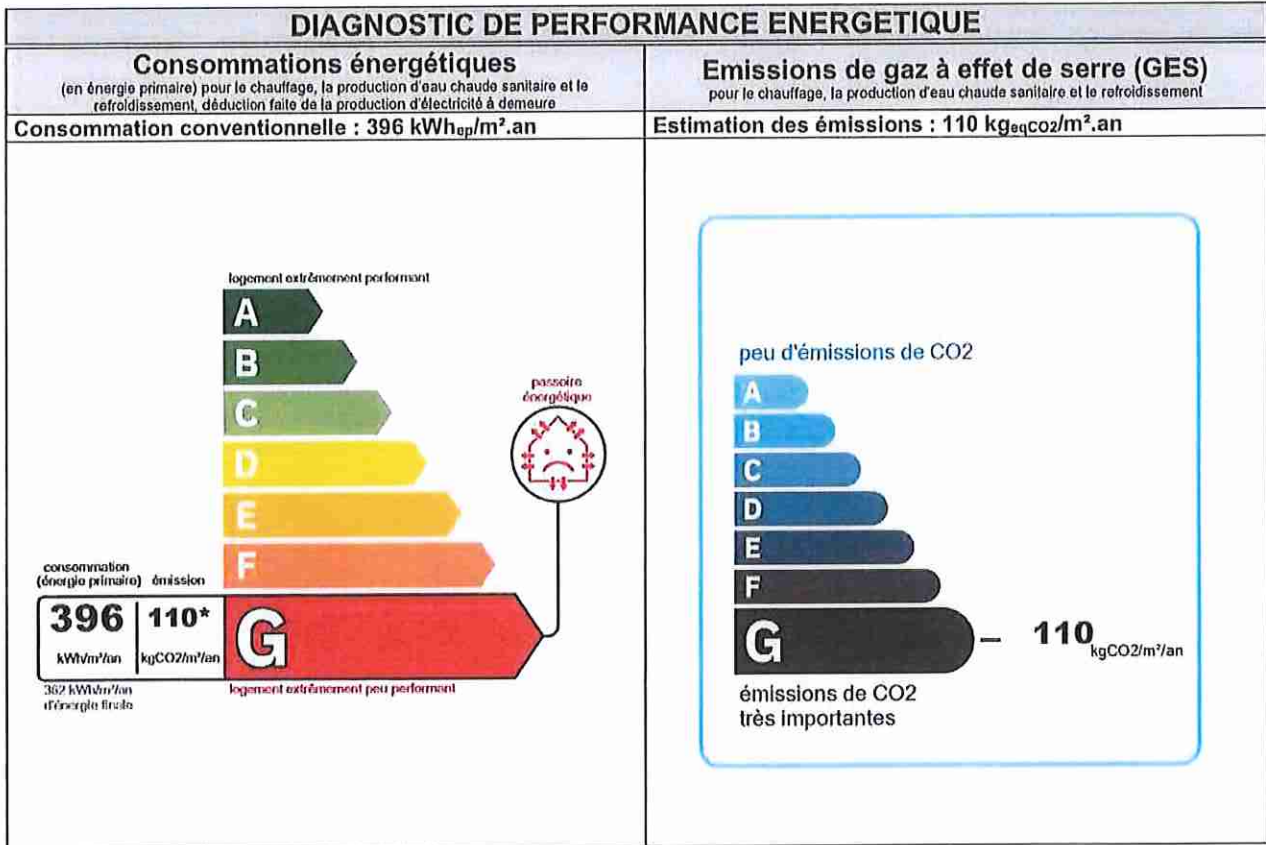 DIAGNOSTIC DE PERFORMANCE ENERGETIQUE
Consommations énergétiques
(en énergie primaire) pour le chauffage, la production d'eau chaude sanitaire et le
refroidissement, déduction faite de la production d'électricité à demeure
Consommation conventionnelle : 396 kWhep/m².an
logement extrêmement performant
A
B
C
D
E
F
G
passoire
énergétique
consommation
(énergie primaire)
émission
396
kWh/m²/an
110*
kgCO2/m²/an
362 kWh/m²/an
d'énergie finale
logement extrêmement peu performant
Emissions de gaz à effet de serre (GES)
pour le chauffage, la production d'eau chaude sanitaire et le refroidissement
Estimation des émissions : 110 kgeqCO2/m².an
peu d'émissions de CO2
A
B
C
D
E
F
G
110 kgCO2/m²/an
émissions de CO2
très importantes